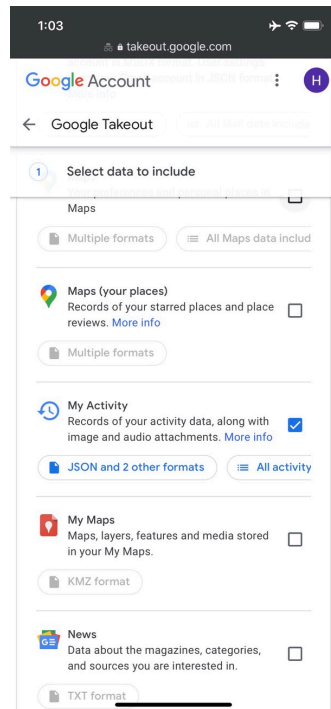 1:03
takeout.google.com
Google Account
H
Google Takeout
1 Select data to include
Maps
Multiple formats
All Maps data includ
Maps (your places)
Records of your starred places and place
reviews. More info
Multiple formats
My Activity
Records of your activity data, along with
image and audio attachments. More info
JSON and 2 other formats
All activity
My Maps
Maps, layers, features and media stored
in your My Maps.
KMZ format
News
Data about the magazines, categories,
and sources you are interested in.
TXT format